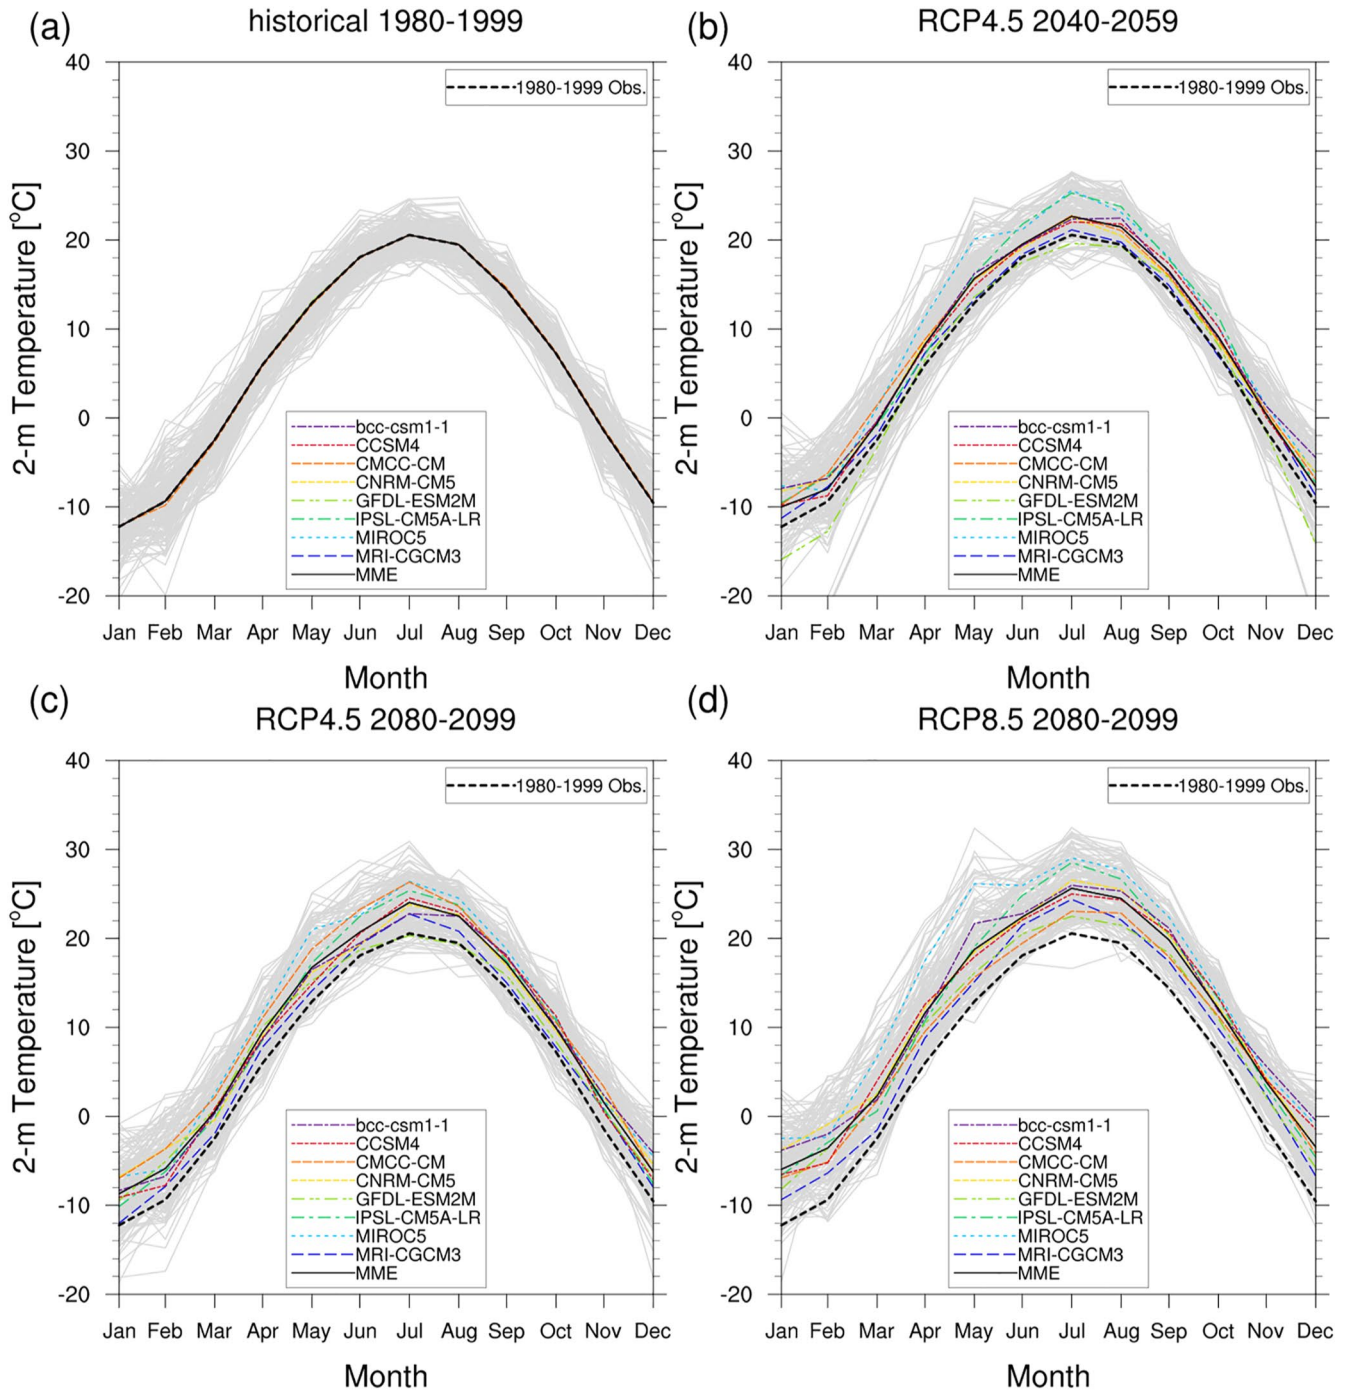 (a) historical 1980-1999
40
30
20
10
0
-10
-20
2-m Temperature [°C]
1980-1999 Obs.
bcc-csm1-1
CCSM4
CMCC-CM
CNRM-CM5
GFDL-ESM2M
IPSL-CM5A-LR
MIROC5
MRI-CGCM3
MME
Jan Feb Mar Apr May Jun Jul Aug Sep Oct Nov Dec
Month
(b) RCP4.5 2040-2059
40
30
20
10
0
-10
-20
2-m Temperature [°C]
1980-1999 Obs.
bcc-csm1-1
CCSM4
CMCC-CM
CNRM-CM5
GFDL-ESM2M
IPSL-CM5A-LR
MIROC5
MRI-CGCM3
MME
Jan Feb Mar Apr May Jun Jul Aug Sep Oct Nov Dec
Month
(c) RCP4.5 2080-2099
40
30
20
10
0
-10
-20
2-m Temperature [°C]
1980-1999 Obs.
bcc-csm1-1
CCSM4
CMCC-CM
CNRM-CM5
GFDL-ESM2M
IPSL-CM5A-LR
MIROC5
MRI-CGCM3
MME
Jan Feb Mar Apr May Jun Jul Aug Sep Oct Nov Dec
Month
(d) RCP8.5 2080-2099
40
30
20
10
0
-10
-20
2-m Temperature [°C]
1980-1999 Obs.
bcc-csm1-1
CCSM4
CMCC-CM
CNRM-CM5
GFDL-ESM2M
IPSL-CM5A-LR
MIROC5
MRI-CGCM3
MME
Jan Feb Mar Apr May Jun Jul Aug Sep Oct Nov Dec
Month